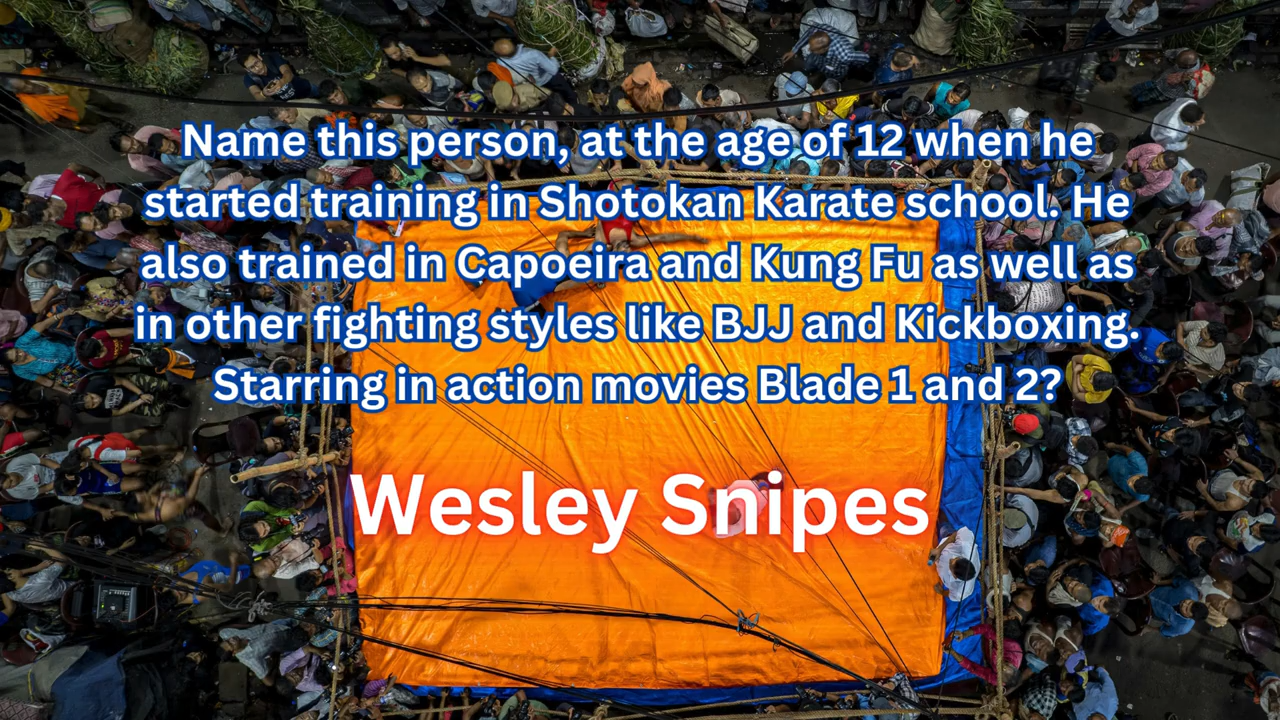 Name this person, at the age of 12 when he
started training in Shotokan Karate school. He
also trained in Capoeira and Kung Fu as well as
in other fighting styles like BJJ and Kickboxing.
Starring in action movies Blade 1 and 2?
Wesley Snipes